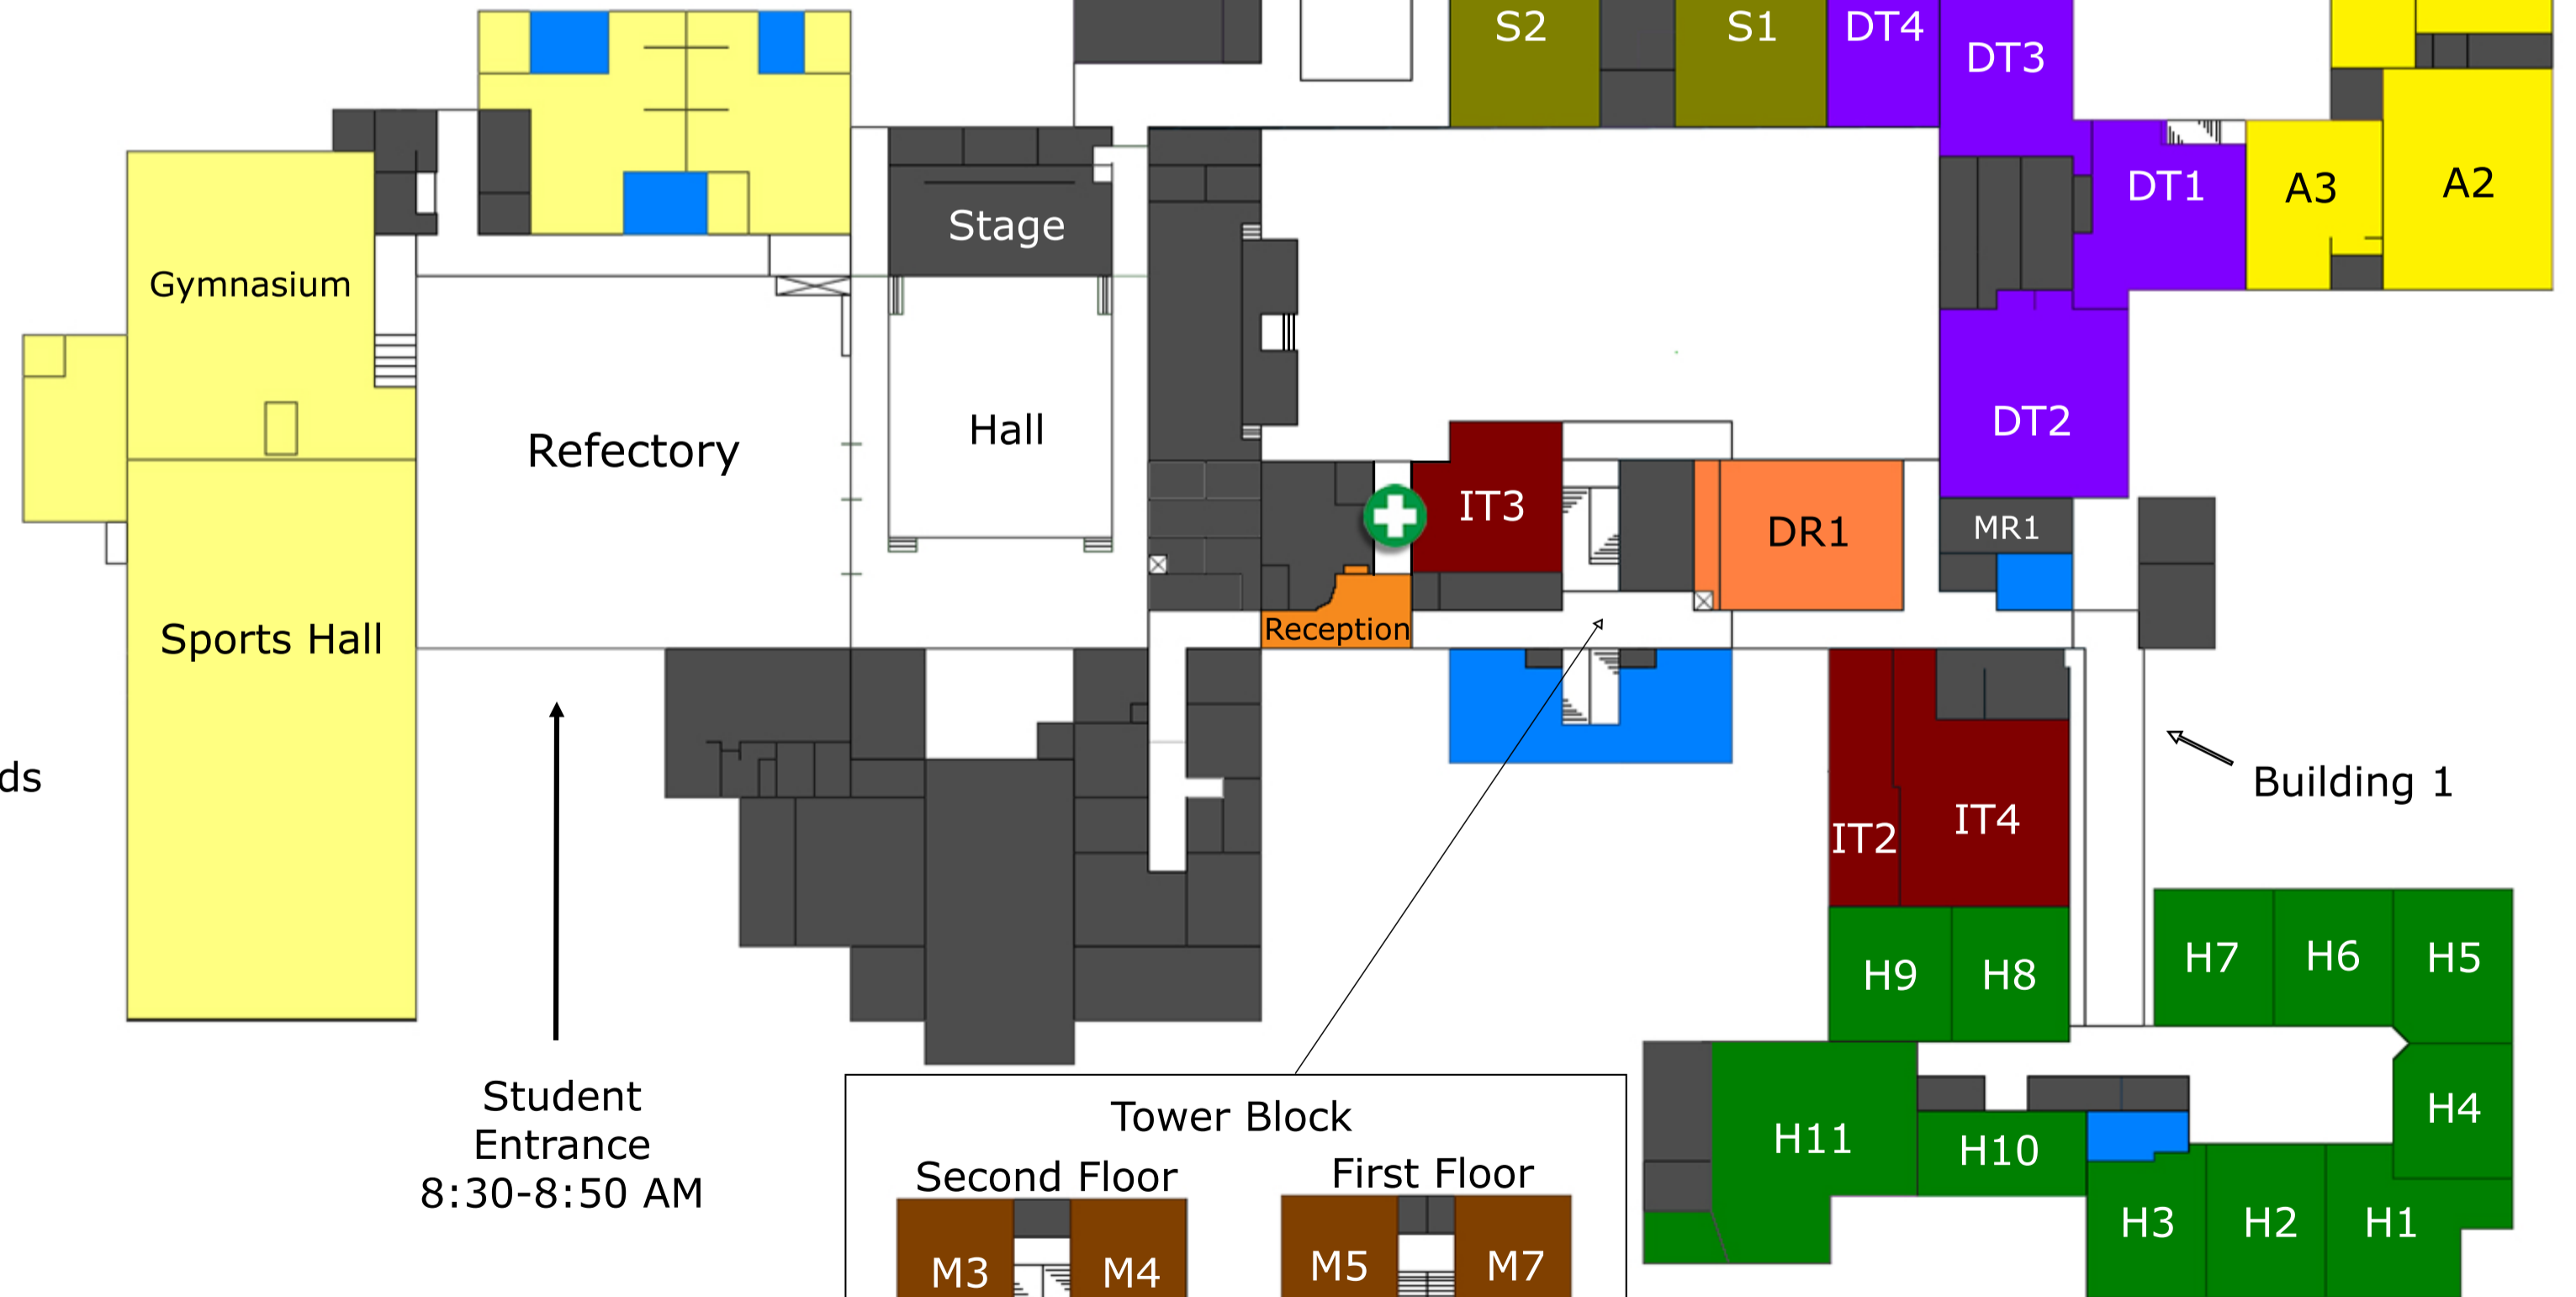 S2
S1
DT4
DT3
DT1
A3
A2
Stage
Gymnasium
Hall
Refectory
DT2
IT3
DR1
MR1
Reception
Sports Hall
ds
Building 1
IT2
IT4
H9
H8
H7
H6
H5
H4
H11
H10
H3
H2
H1
Student
Entrance
8:30-8:50 AM
Tower Block
Second Floor
First Floor
M3
M4
M5
M7